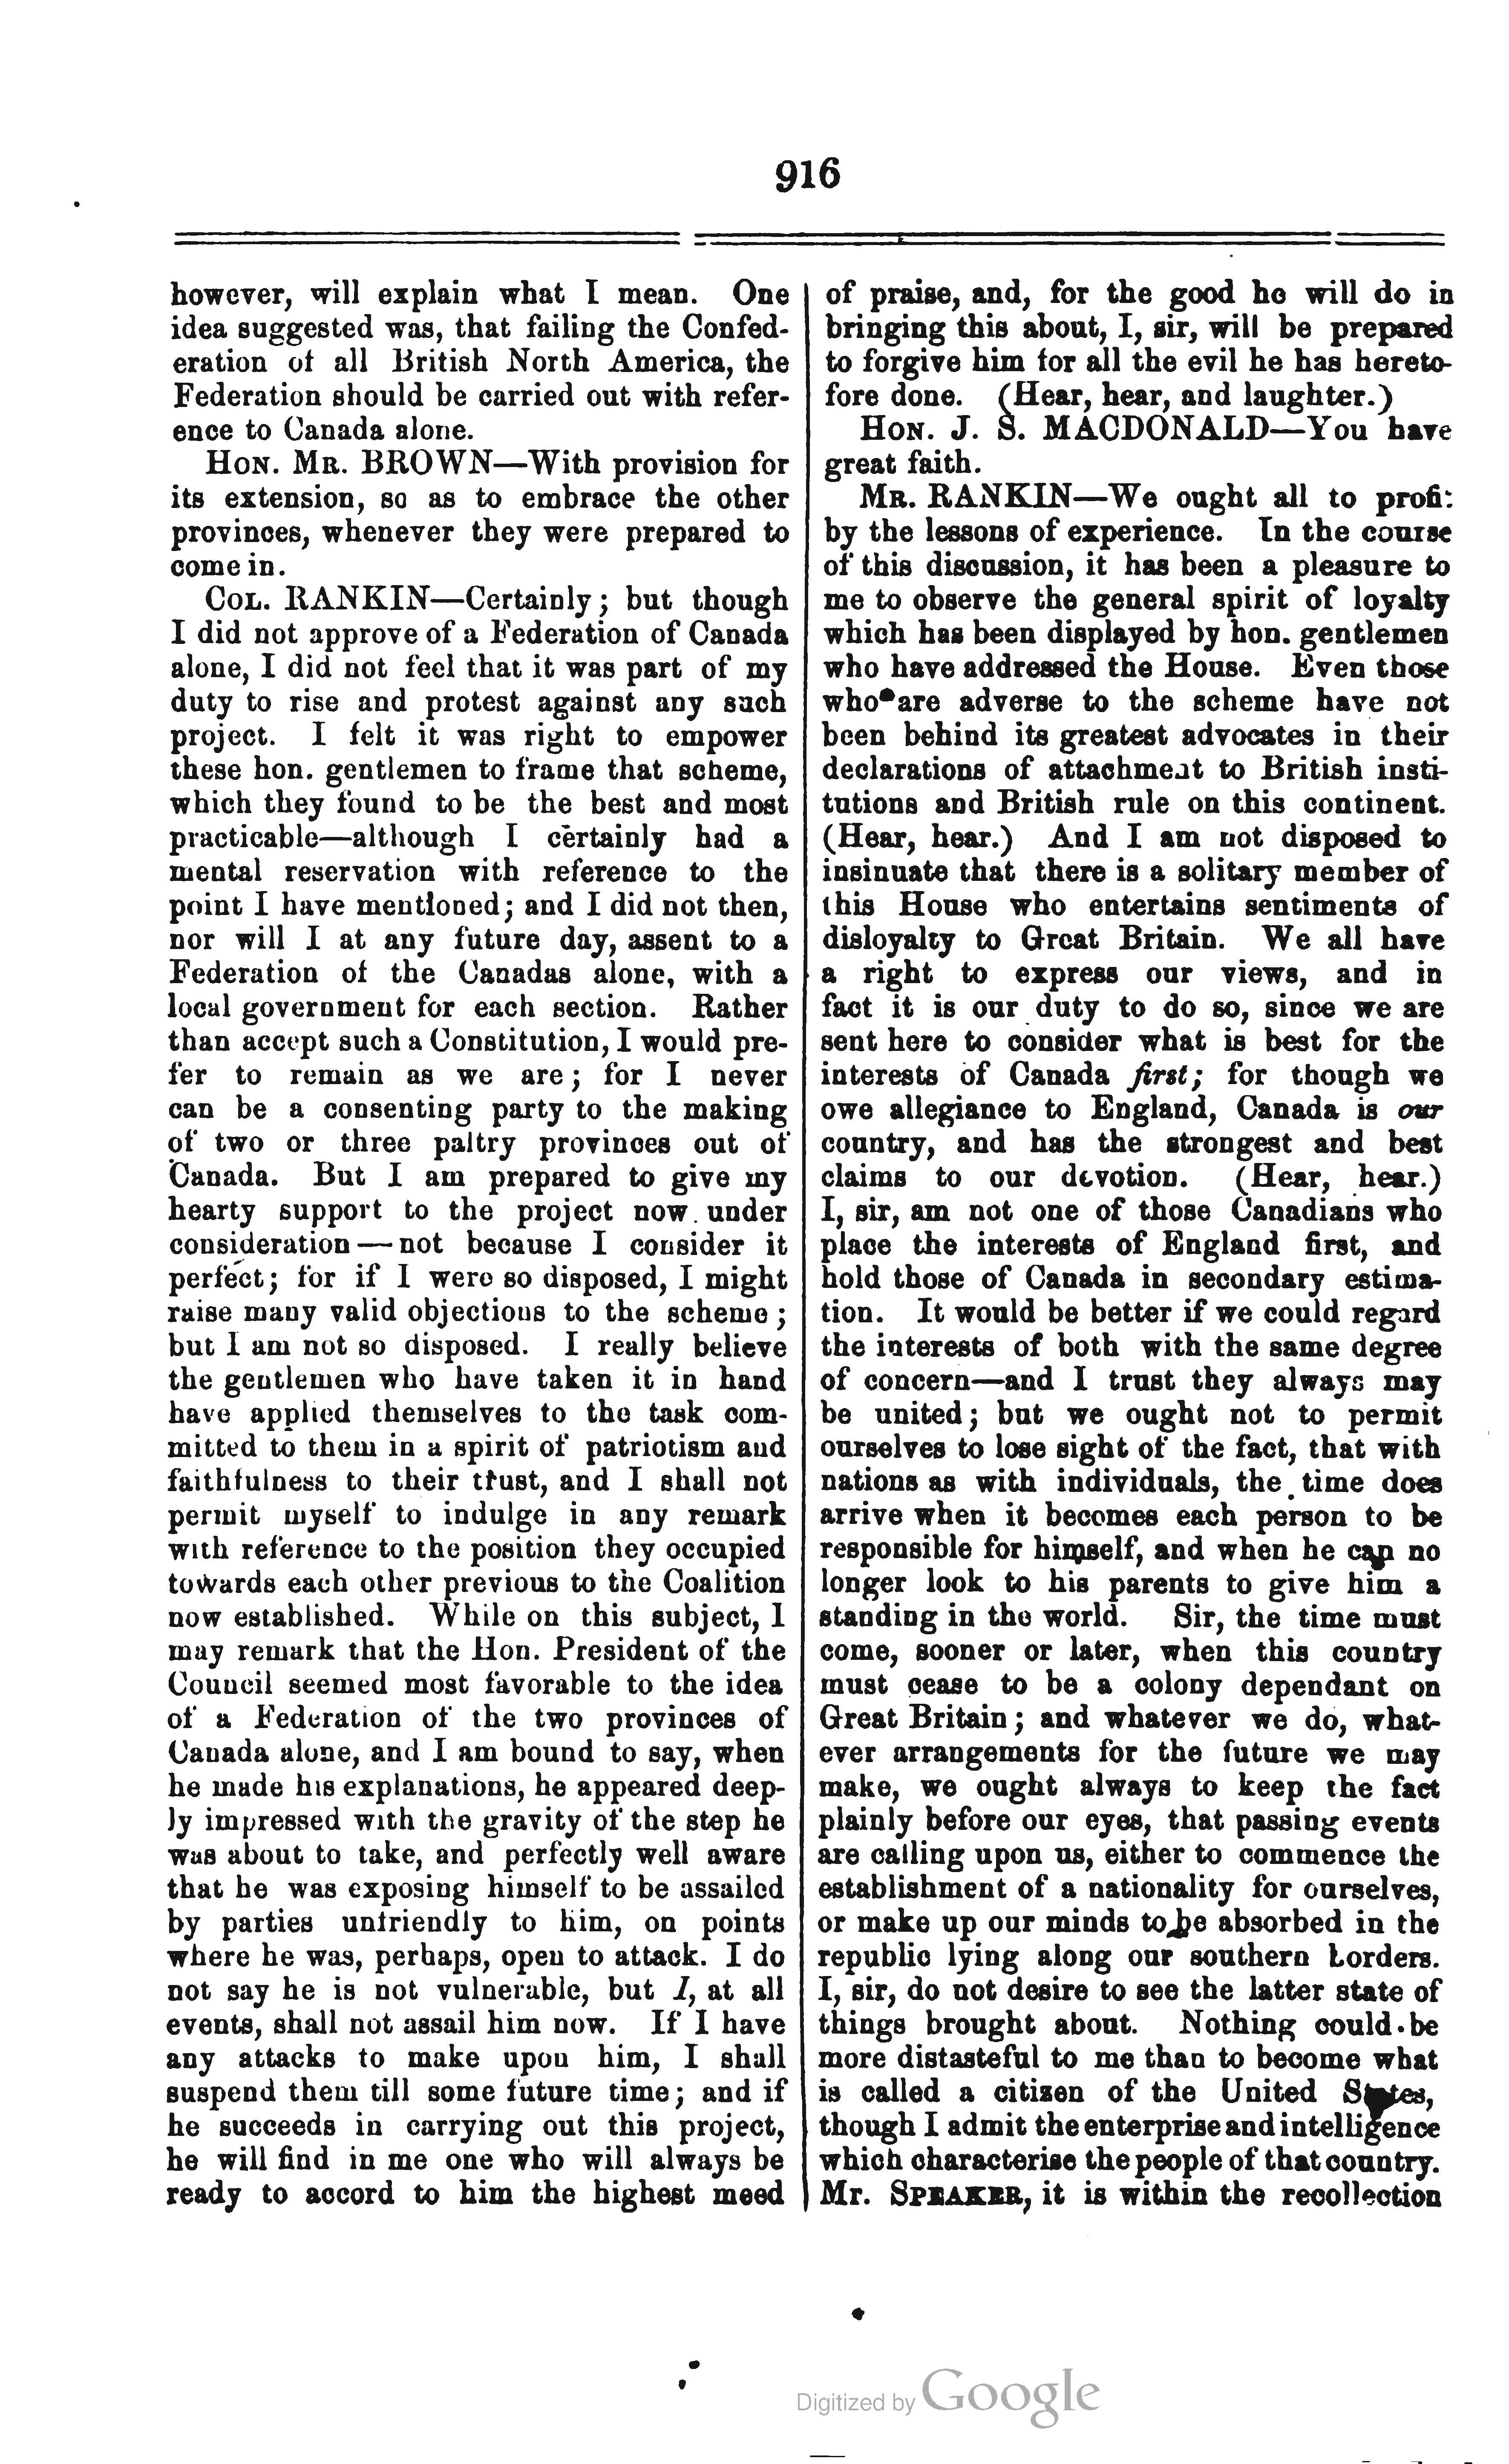 916
however, will explain what I mean. One
idea suggested was, that failing the Confed-
eration of all British North America, the
Federation should be carried out with refer-
ence to Canada alone.
HON. MR. BROWN—With provision for
its extension, so as to embrace the other
provinces, whenever they were prepared to
come in.
COL. RANKIN—Certainly; but though
I did not approve of a Federation of Canada
alone, I did not feel that it was part of my
duty to rise and protest against any such
project. I felt it was right to empower
these hon. gentlemen to frame that scheme,
which they found to be the best and most
practicable—although I certainly had a
mental reservation with reference to the
point I have mentioned; and I did not then,
nor will I at any future day, assent to a
Federation of the Canadas alone, with a
local government for each section. Rather
than accept such a Constitution, I would pre-
fer to remain as we are; for I never
can be a consenting party to the making
of two or three paltry provinces out of
Canada. But I am prepared to give my
hearty support to the project now under
consideration—not because I consider it
perfect; for if I were so disposed, I might
raise many valid objections to the scheme;
but I am not so disposed. I really believe
the gentlemen who have taken it in hand
have applied themselves to the task com-
mitted to them in a spirit of patriotism and
faithfulness to their trust, and I shall not
permit myself to indulge in any remark
with reference to the position they occupied
towards each other previous to the Coalition
now established. While on this subject, I
may remark that the Hon. President of the
Council seemed most favorable to the idea
of a Federation of the two provinces of
Canada alone, and I am bound to say, when
he made his explanations, he appeared deep-
ly impressed with the gravity of the step he
was about to take, and perfectly well aware
that he was exposing himself to be assailed
by parties unfriendly to him, on points
where he was, perhaps, open to attack. I do
not say he is not vulnerable, but I, at all
events, shall not assail him now. If I have
any attacks to make upon him, I shall
suspend them till some future time; and if
he succeeds in carrying out this project,
he will find in me one who will always be
ready to accord to him the highest meed
of praise, and, for the good he will do in
bringing this about, I, sir, will be prepared
to forgive him for all the evil he has hereto-
fore done. (Hear, hear, and laughter.)
HON. J. S. MACDONALD—You have
great faith.
MR. RANKIN—We ought all to profit
by the lessons of experience. In the course
of this discussion, it has been a pleasure to
me to observe the general spirit of loyalty
which has been displayed by hon. gentlemen
who have addressed the House. Even those
who are adverse to the scheme have not
been behind its greatest advocates in their
declarations of attachment to British insti-
tutions and British rule on this continent.
(Hear, hear.) And I am not disposed to
insinuate that there is a solitary member of
this House who entertains sentiments of
disloyalty to Great Britain. We all have
a right to express our views, and in
fact it is our duty to do so, since we are
sent here to consider what is best for the
interests of Canada first; for though we
owe allegiance to England, Canada is our
country, and has the strongest and best
claims to our devotion. (Hear, hear.)
I, sir, am not one of those Canadians who
place the interests of England first, and
hold those of Canada in secondary estima-
tion. It would be better if we could regard
the interests of both with the same degree
of concern—and I trust they always may
be united; but we ought not to permit
ourselves to lose sight of the fact, that with
nations as with individuals, the time does
arrive when it becomes each person to be
responsible for himself, and when he can no
longer look to his parents to give him a
standing in the world. Sir, the time must
come, sooner or later, when this country
must cease to be a colony dependant on
Great Britain; and whatever we do, what-
ever arrangements for the future we may
make, we ought always to keep the fact
plainly before our eyes, that passing events
are calling upon us, either to commence the
establishment of a nationality for ourselves,
or make up our minds to be absorbed in the
republic lying along our southern borders.
I, sir, do not desire to see the latter state of
things brought about. Nothing could be
more distasteful to me than to become what
is called a citizen of the United States,
though I admit the enterprise and intelligence
which characterise the people of that country.
Mr. SPEAKER, it is within the recollection
Digitized by Google